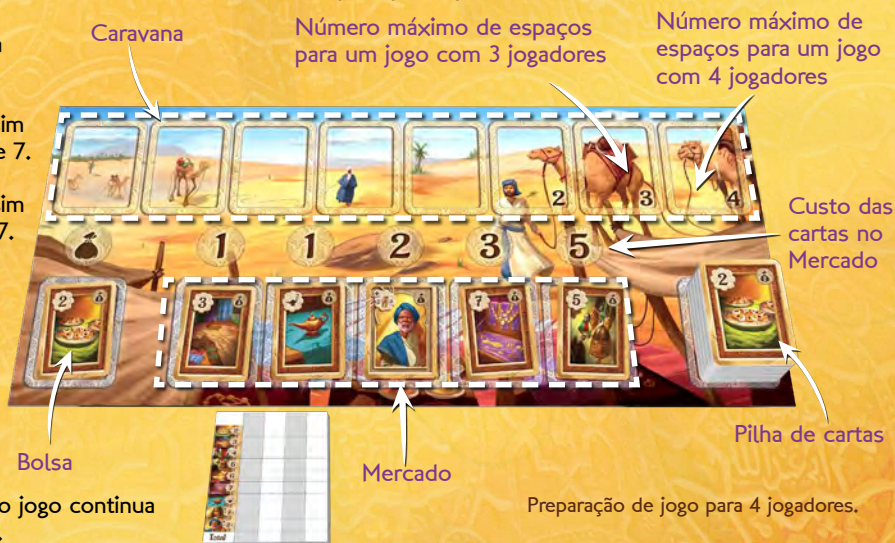 Caravana
Número máximo de espaços
para um jogo com 3 jogadores
Número máximo de
espaços para um jogo
com 4 jogadores
e 7.
7.
2
3
4
1
1
2
3
5
Custo das
cartas no
Mercado
2
3
7
5
2
Bolsa
Mercado
Pilha de cartas
o jogo continua
Preparação de jogo para 4 jogadores.
Total